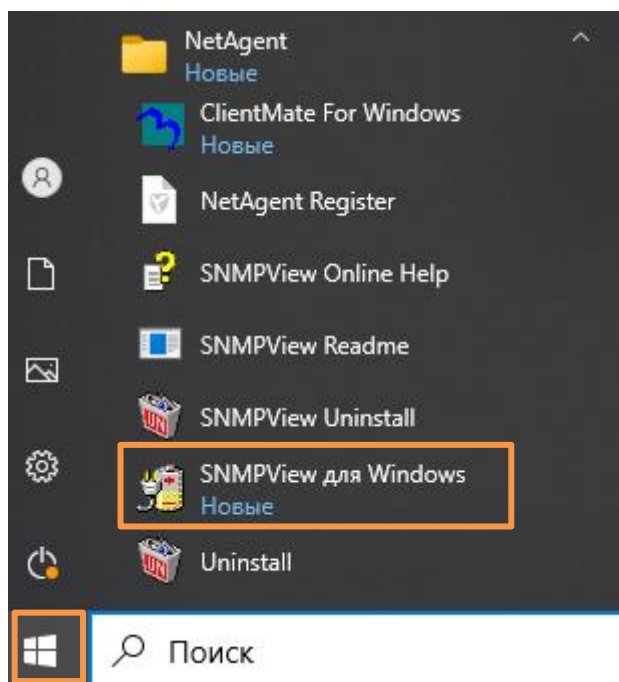 NetAgent
Новые
ClientMate For Windows
Новые
NetAgent Register
SNMPView Online Help
SNMPView Readme
SNMPView Uninstall
SNMPView для Windows
Новые
Uninstall
Поиск